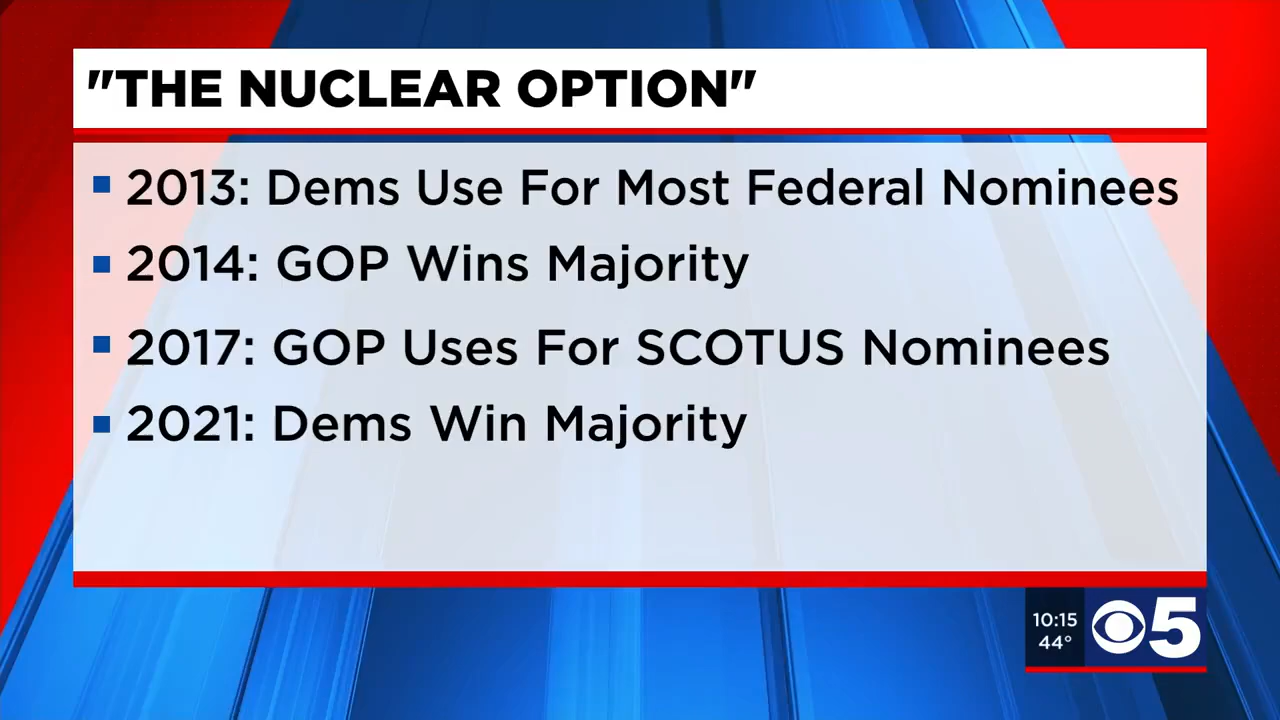 "THE NUCLEAR OPTION"
2013: Dems Use For Most Federal Nominees
2014: GOP Wins Majority
2017: GOP Uses For SCOTUS Nominees
2021: Dems Win Majority
10:15
44°
5